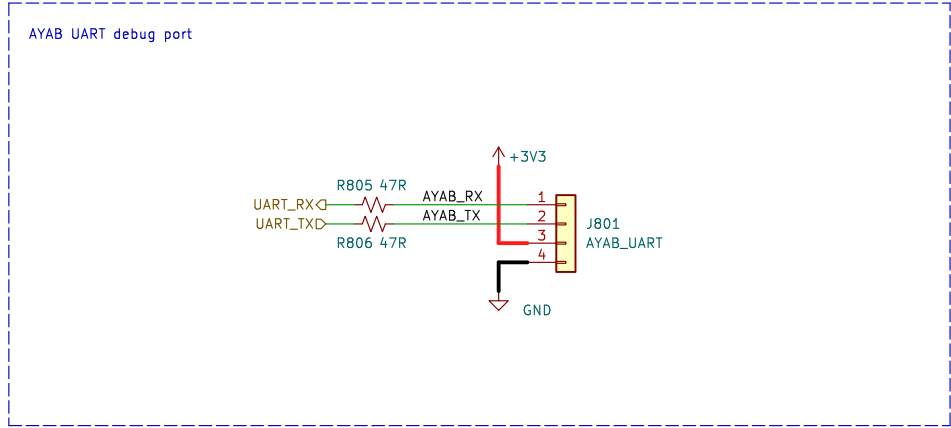 AYAB UART debug port
+3V3
R805 47R
UART_RX
AYAB_RX
1
UART_TX
AYAB_TX
2
J801
R806 47R
3
AYAB_UART
4
GND